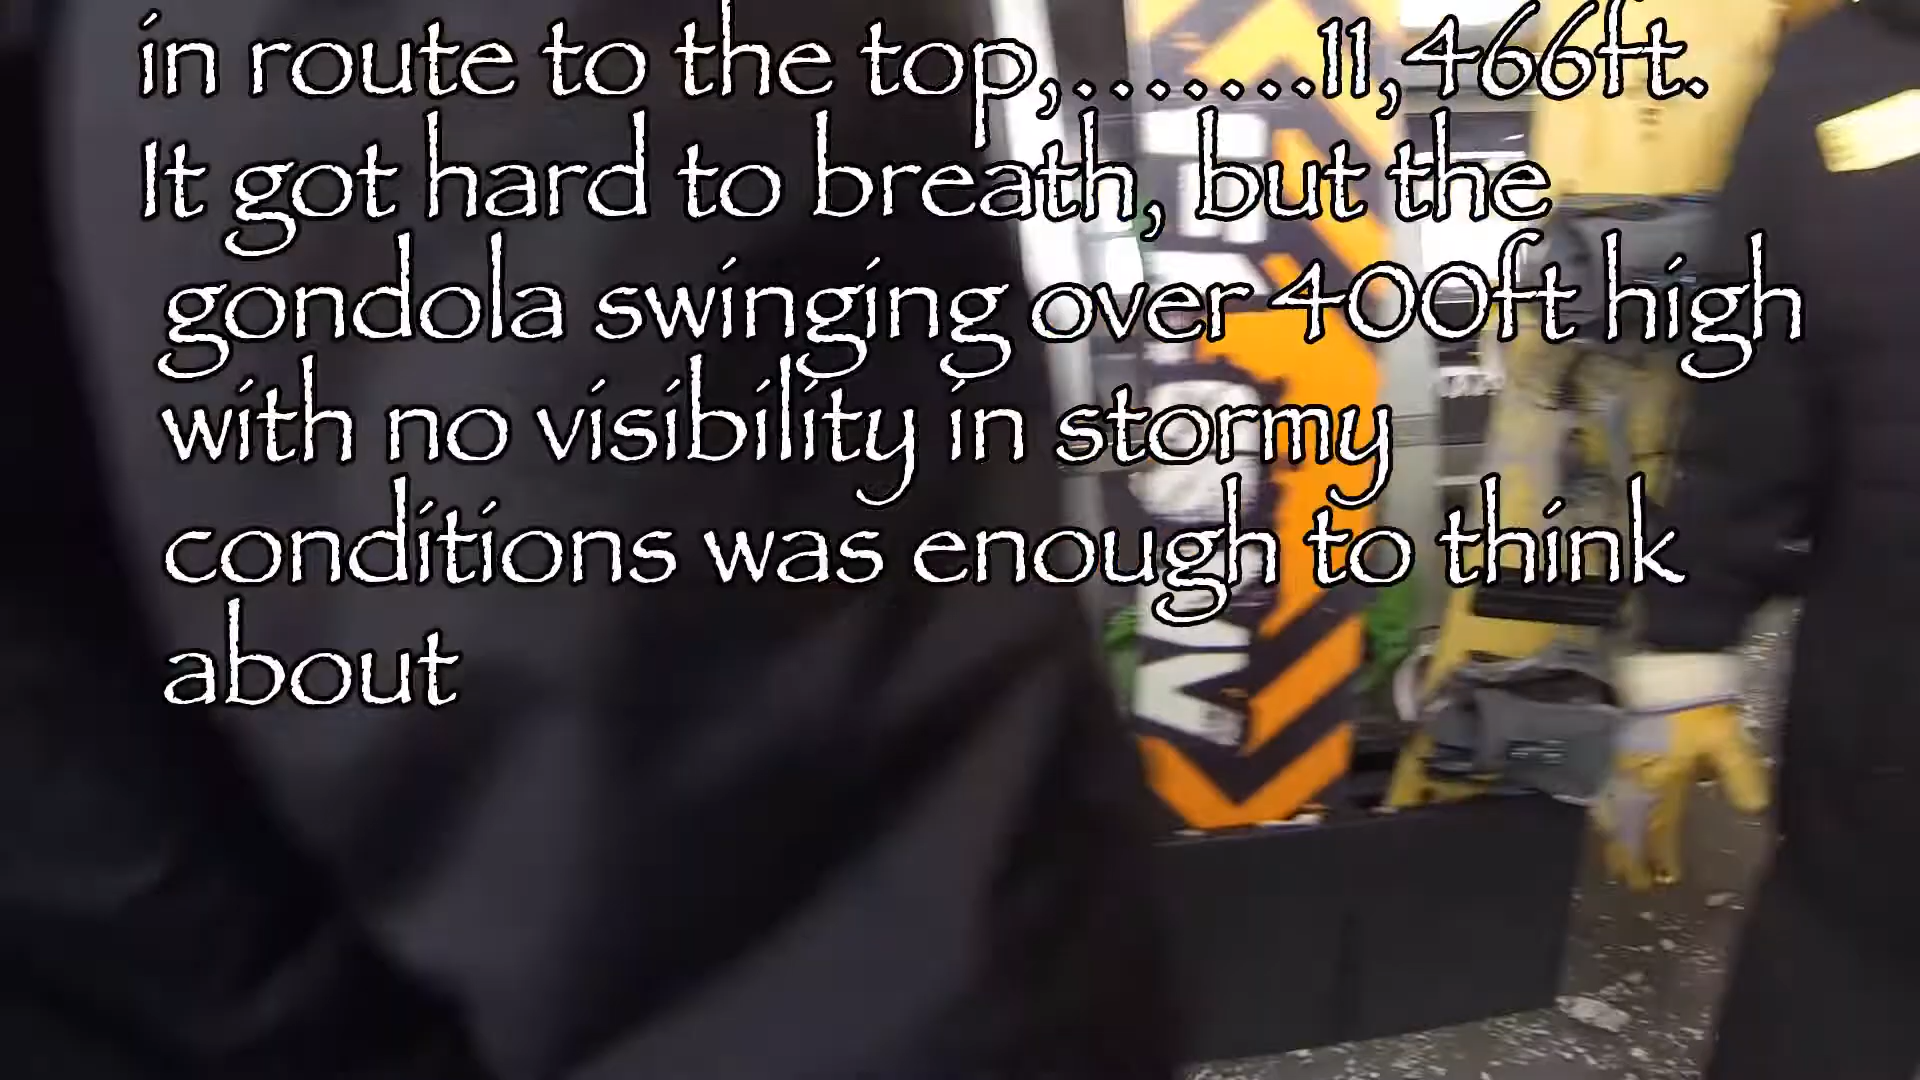 in route to the top,.......11,466ft.
It got hard to breath, but the
gondola swinging over 400ft high
with no visibility in stormy
conditions was enough to think
about